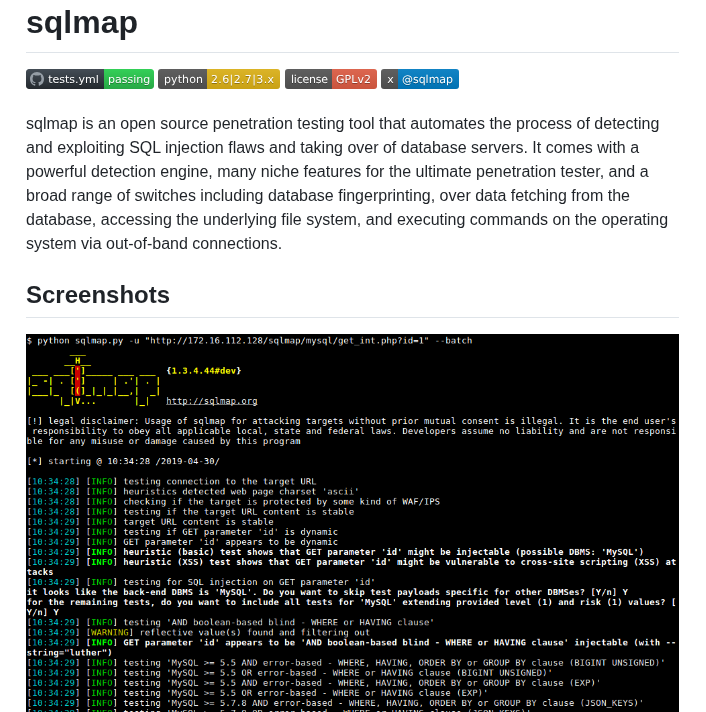 sqlmap
tests.yml passing python 2.6|2.7|3.x license GPLv2 x @sqlmap
sqlmap is an open source penetration testing tool that automates the process of detecting
and exploiting SQL injection flaws and taking over of database servers. It comes with a
powerful detection engine, many niche features for the ultimate penetration tester, and a
broad range of switches including database fingerprinting, over data fetching from the
database, accessing the underlying file system, and executing commands on the operating
system via out-of-band connections.
Screenshots
$ python sqlmap.py -u "http://172.16.112.128/sqlmap/mysql/get_int.php?id=1" --batch
{1.3.4.44#dev}
http://sqlmap.org
[!] legal disclaimer: Usage of sqlmap for attacking targets without prior mutual consent is illegal. It is the end user's
responsibility to obey all applicable local, state and federal laws. Developers assume no liability and are not responsi
ble for any misuse or damage caused by this program
[*] starting @ 10:34:28 /2019-04-30/
[10:34:28] [INFO] testing connection to the target URL
[10:34:28] [INFO] heuristics detected web page charset 'ascii'
[10:34:28] [INFO] checking if the target is protected by some kind of WAF/IPS
[10:34:28] [INFO] testing if the target URL content is stable
[10:34:29] [INFO] target URL content is stable
[10:34:29] [INFO] testing if GET parameter 'id' is dynamic
[10:34:29] [INFO] GET parameter 'id' appears to be dynamic
[10:34:29] [INFO] heuristic (basic) test shows that GET parameter 'id' might be injectable (possible DBMS: 'MySQL')
[10:34:29] [INFO] heuristic (XSS) test shows that GET parameter 'id' might be vulnerable to cross-site scripting (XSS) at
tacks
[10:34:29] [INFO] testing for SQL injection on GET parameter 'id'
it looks like the back-end DBMS is 'MySQL'. Do you want to skip test payloads specific for other DBMSes? [Y/n] Y
for the remaining tests, do you want to include all tests for 'MySQL' extending provided level (1) and risk (1) values? [
Y/n] Y
[10:34:29] [INFO] testing 'AND boolean-based blind - WHERE or HAVING clause'
[10:34:29] [WARNING] reflective value(s) found and filtering out
[10:34:29] [INFO] GET parameter 'id' appears to be 'AND boolean-based blind - WHERE or HAVING clause' injectable (with --
string="luther")
[10:34:29] [INFO] testing 'MySQL >= 5.5 AND error-based - WHERE, HAVING, ORDER BY or GROUP BY clause (BIGINT UNSIGNED)'
[10:34:29] [INFO] testing 'MySQL >= 5.5 OR error-based - WHERE or HAVING clause (BIGINT UNSIGNED)'
[10:34:29] [INFO] testing 'MySQL >= 5.5 AND error-based - WHERE, HAVING, ORDER BY or GROUP BY clause (EXP)'
[10:34:29] [INFO] testing 'MySQL >= 5.5 OR error-based - WHERE or HAVING clause (EXP)'
[10:34:29] [INFO] testing 'MySQL >= 5.7.8 AND error-based - WHERE, HAVING, ORDER BY or GROUP BY clause (JSON_KEYS)'